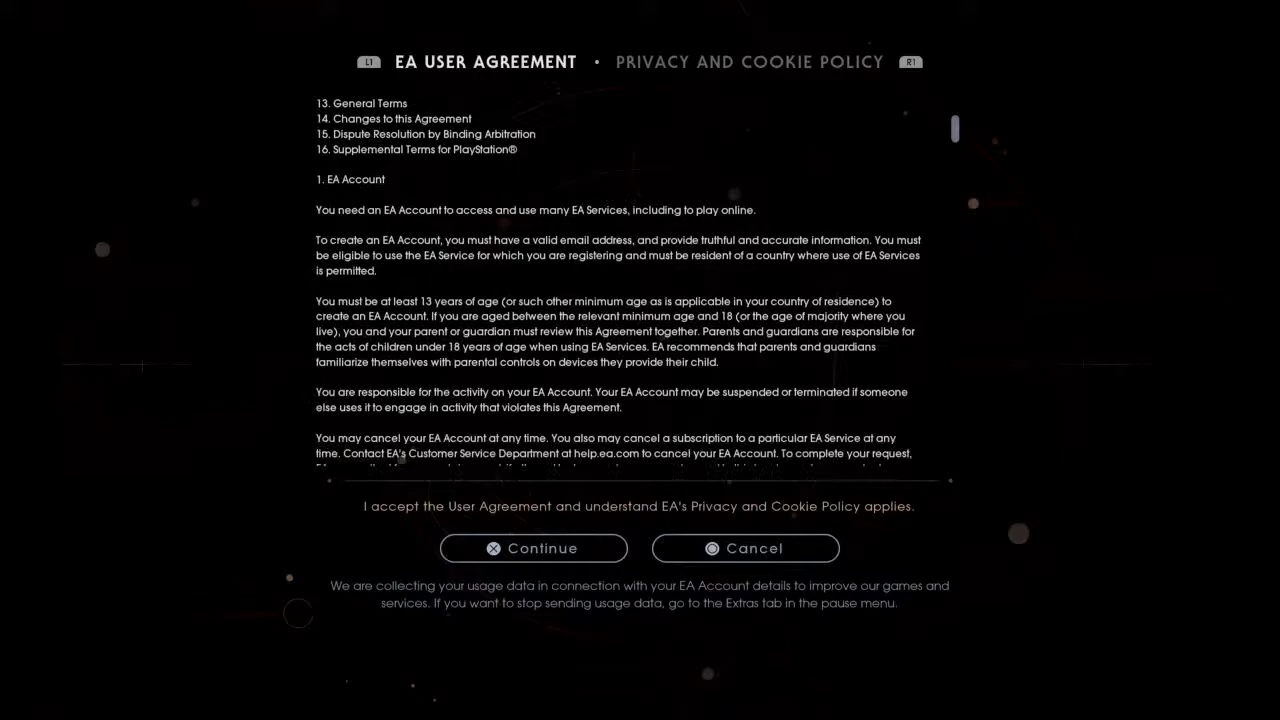 L1 EA USER AGREEMENT • PRIVACY AND COOKIE POLICY R1
13. General Terms
14. Changes to this Agreement
15. Dispute Resolution by Binding Arbitration
16. Supplemental Terms for PlayStation®
1. EA Account
You need an EA Account to access and use many EA Services, including to play online.
To create an EA Account, you must have a valid email address, and provide truthful and accurate information. You must
be eligible to use the EA Service for which you are registering and must be resident of a country where use of EA Services
is permitted.
You must be at least 13 years of age (or such other minimum age as is applicable in your country of residence) to
create an EA Account. If you are aged between the relevant minimum age and 18 (or the age of majority where you
live), you and your parent or guardian must review this Agreement together. Parents and guardians are responsible for
the acts of children under 18 years of age when using EA Services. EA recommends that parents and guardians
familiarize themselves with parental controls on devices they provide their child.
You are responsible for the activity on your EA Account. Your EA Account may be suspended or terminated if someone
else uses it to engage in activity that violates this Agreement.
You may cancel your EA Account at any time. You also may cancel a subscription to a particular EA Service at any
time. Contact EA's Customer Service Department at help.ea.com to cancel your EA Account. To complete your request,
I accept the User Agreement and understand EA's Privacy and Cookie Policy applies.
Continue
Cancel
We are collecting your usage data in connection with your EA Account details to improve our games and
services. If you want to stop sending usage data, go to the Extras tab in the pause menu.